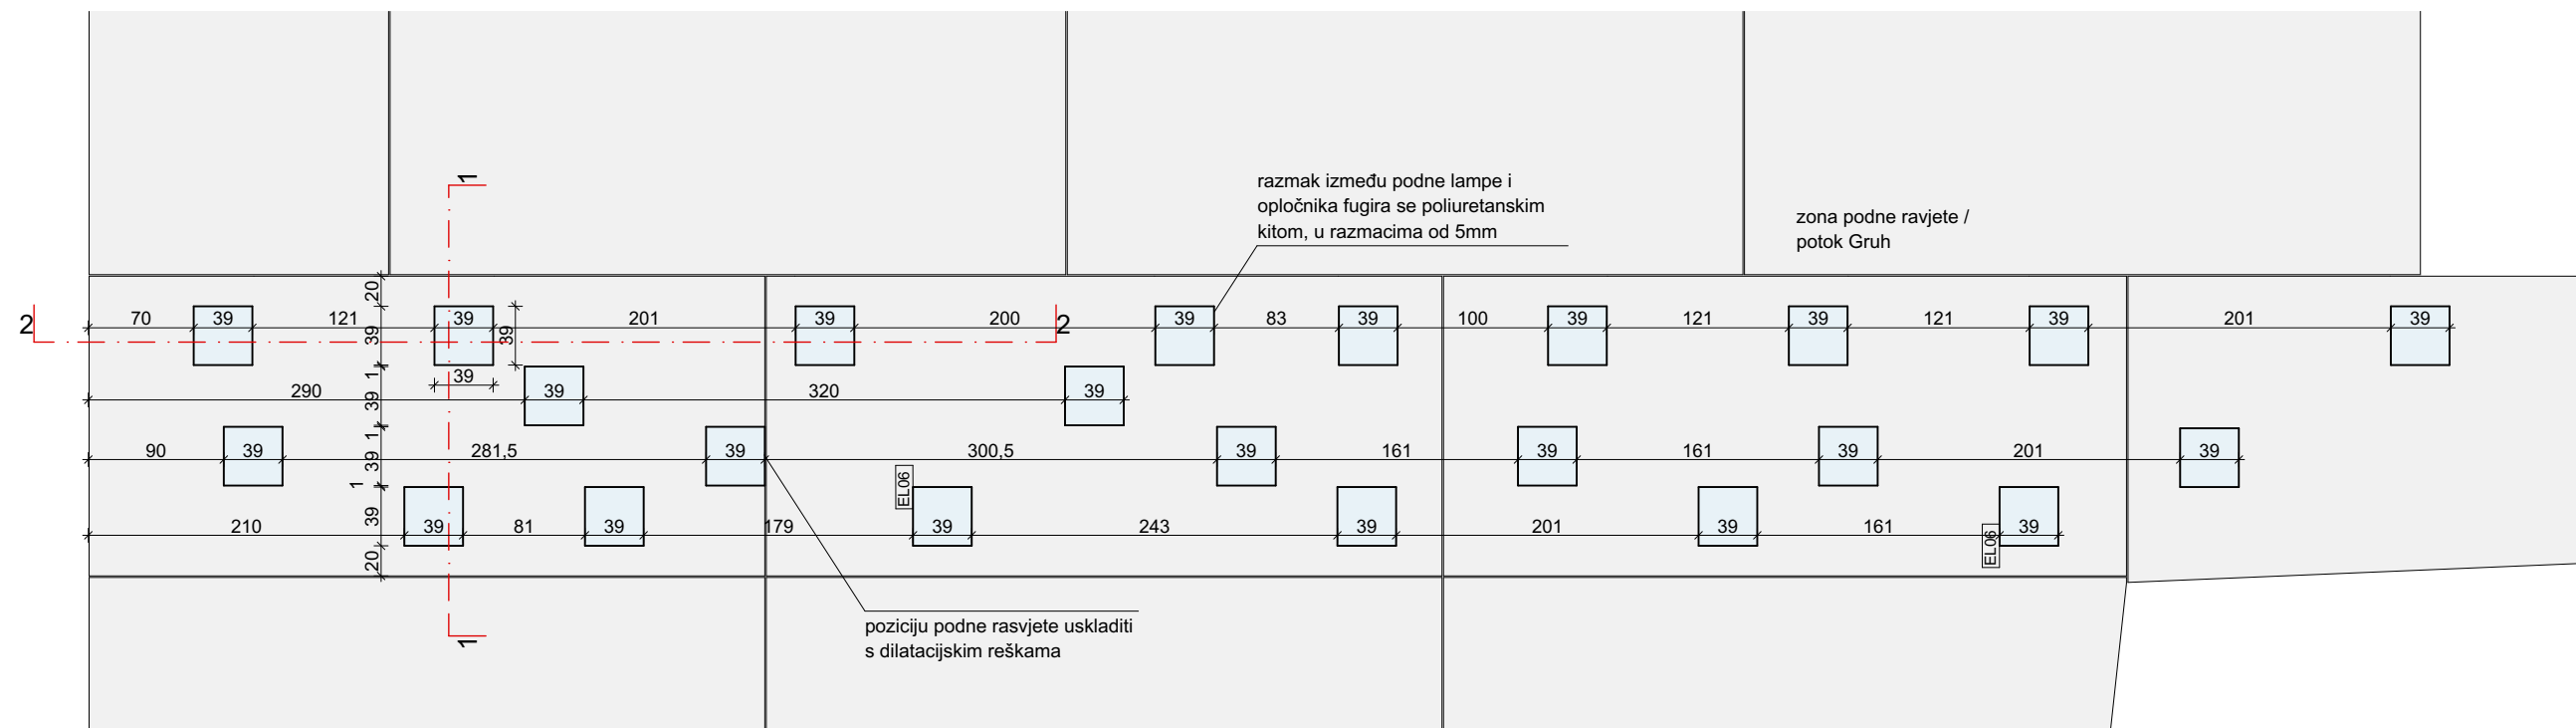 1
razmak između podne lampe i
opločnika fugira se poliuretanskim
kitom, u razmacima od 5mm
zona podne ravjete /
potok Gruh
20
2 70 39 121 39 201 39 200 2 39 83 39 100 39 121 39 121 39 201 39
39 39
39
1
290 39 39 320 39
1
90 39 39 281,5 39 300,5 39 161 39 161 39 201 39
1
EL06
210 39 39 81 39 179 39 243 39 201 39 161 39
EL06
20
poziciju podne rasvjete uskladiti
s dilatacijskim reškama
1